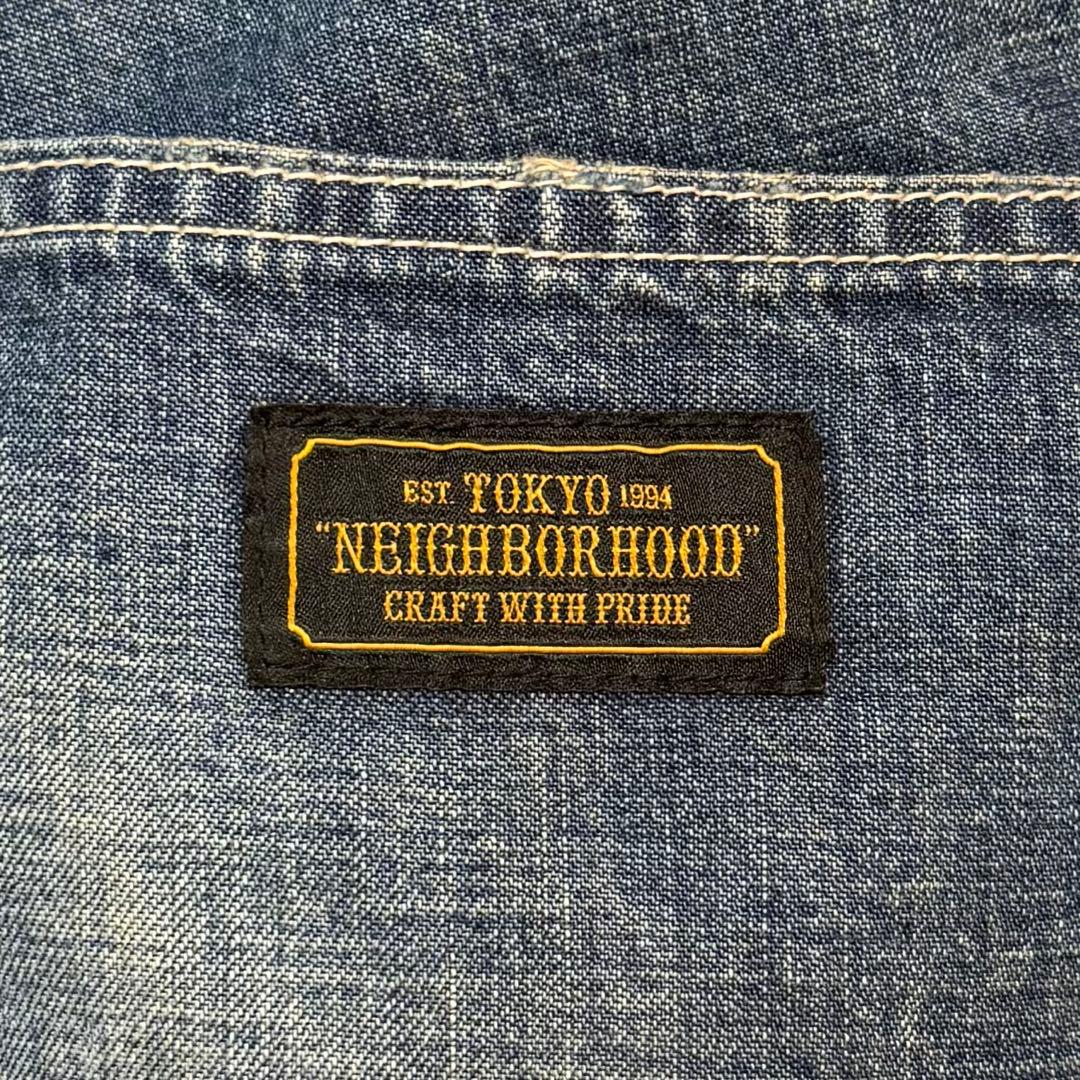 EST. TOKYO 1994
"NEIGHBORHOOD"
CRAFT WITH PRIDE